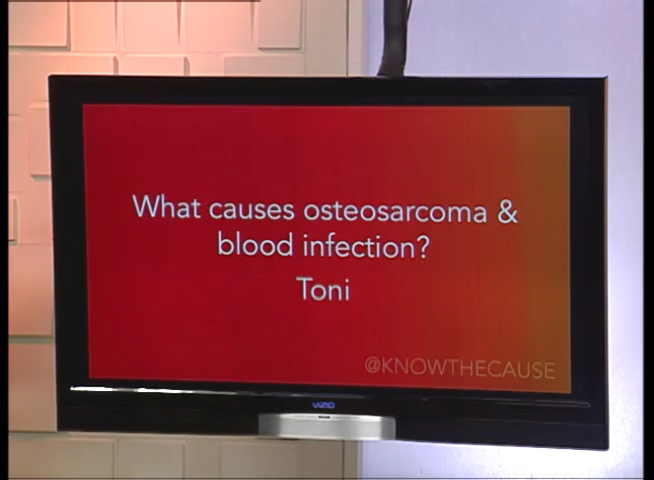 What causes osteosarcoma &
blood infection?
Toni
@KNOWTHECAUSE
VIZIO